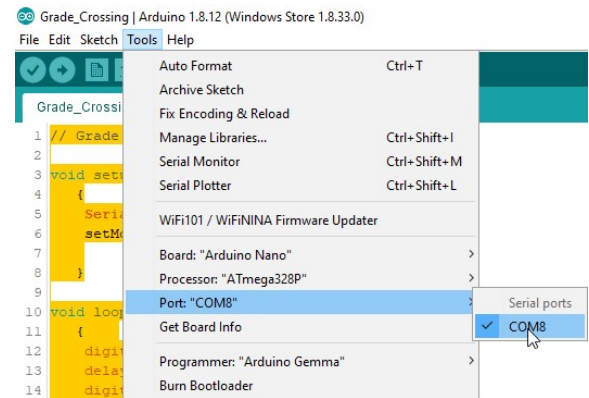 Grade_Crossing | Arduino 1.8.12 (Windows Store 1.8.33.0)
File Edit Sketch Tools Help
Auto Format Ctrl+T
Archive Sketch
Grade_Crossi
Fix Encoding & Reload
1 // Grade
Manage Libraries... Ctrl+Shift+I
2
Serial Monitor Ctrl+Shift+M
3 void setu
Serial Plotter Ctrl+Shift+L
4 {
5 Seria
WiFi101 / WiFiNINA Firmware Updater
6 setMo
7
Board: "Arduino Nano"
8 }
Processor: "ATmega328P"
9
Port: "COM8" Serial ports
10 void loop
Get Board Info COM8
11 {
12 digit
Programmer: "Arduino Gemma"
13 delay
Burn Bootloader
14 digit